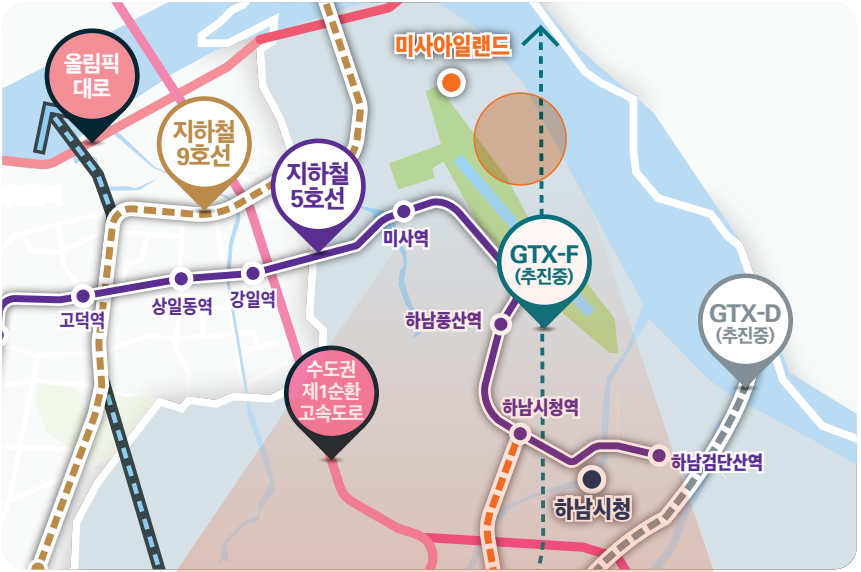 미사아일랜드
올림픽
대로
지하철
9호선
지하철
5호선
미사역
GTX-F
(추진중)
강일역
상일동역
고덕역
하남풍산역
GTX-D
(추진중)
수도권
제1순환
고속도로
하남시청역
하남검단산역
하남시청